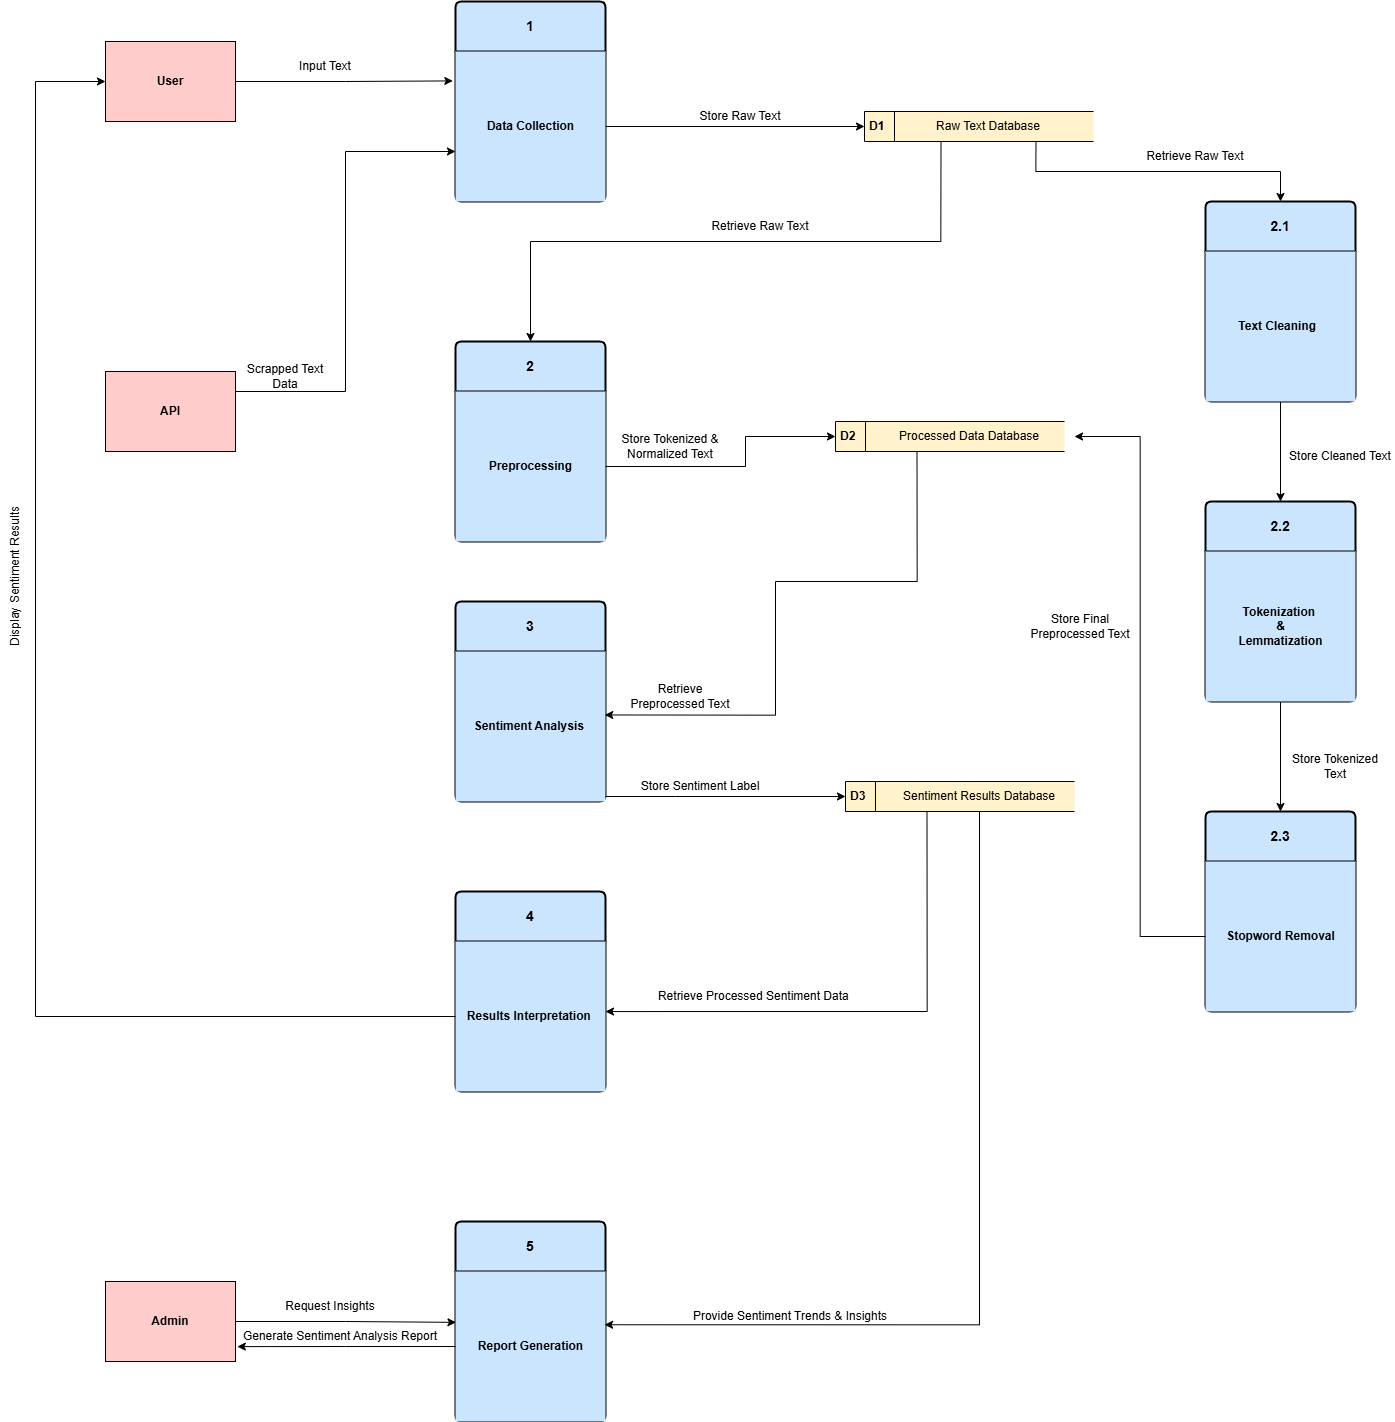 1
User
Input Text
Data Collection
Store Raw Text
D1
Raw Text Database
Retrieve Raw Text
Retrieve Raw Text
2.1
Text Cleaning
Scrapped Text
Data
API
2
Preprocessing
Store Tokenized &
Normalized Text
D2
Processed Data Database
Store Cleaned Text
2.2
Tokenization
&
Lemmatization
Display Sentiment Results
3
Sentiment Analysis
Retrieve
Preprocessed Text
Store Final
Preprocessed Text
Store Tokenized
Text
Store Sentiment Label
D3
Sentiment Results Database
2.3
Stopword Removal
4
Results Interpretation
Retrieve Processed Sentiment Data
5
Admin
Request Insights
Generate Sentiment Analysis Report
Report Generation
Provide Sentiment Trends & Insights